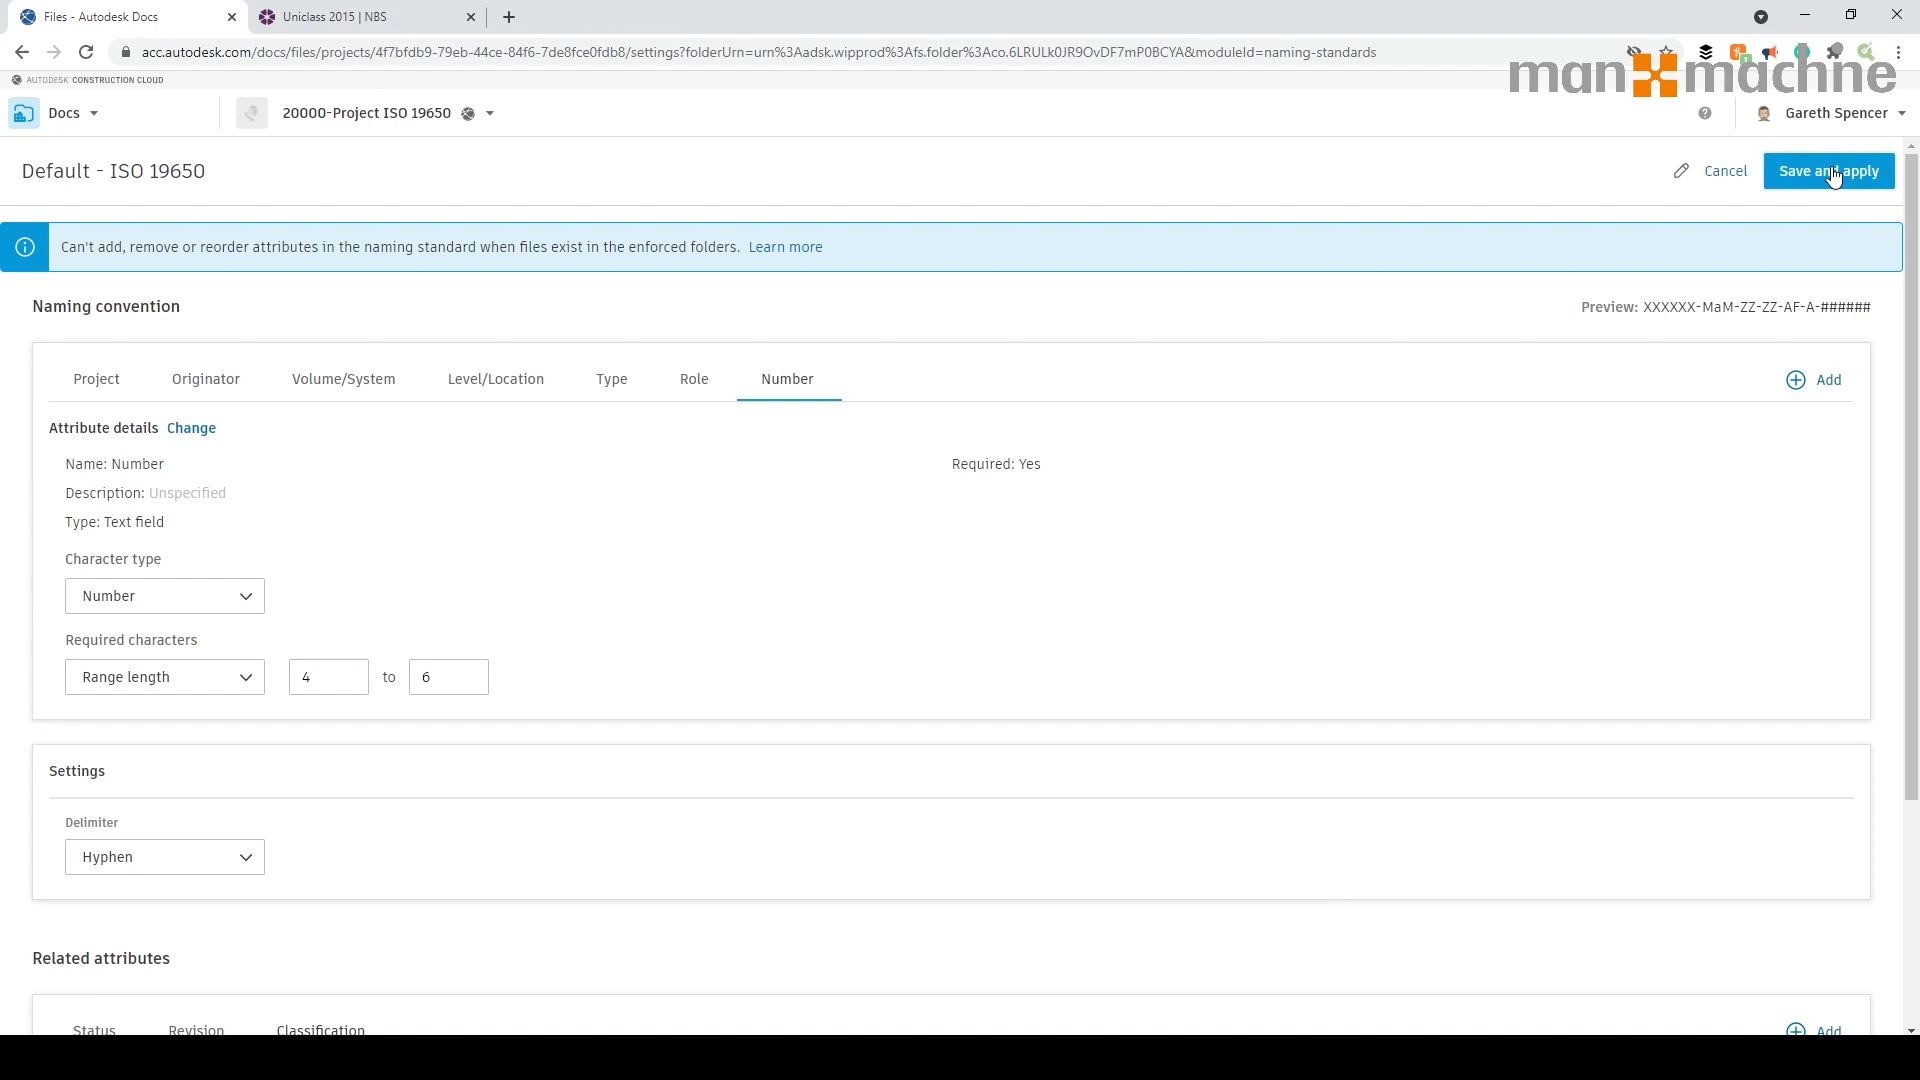 Files - Autodesk Docs
Uniclass 2015 | NBS
acc.autodesk.com/docs/files/projects/4f7bfdb9-79eb-44ce-84f6-7de8fce0fdb8/settings?folderUrn=urn%3Aadsk.wipprod%3Afs.folder%3Aco.6LRULk0JR9OvDF7mP0BCYA&moduleId=naming-standards
AUTODESK CONSTRUCTION CLOUD
man machine
Docs
20000-Project ISO 19650
Gareth Spencer
Default - ISO 19650
Cancel
Save and apply
Can't add, remove or reorder attributes in the naming standard when files exist in the enforced folders. Learn more
Naming convention
Preview: XXXXXX-MaM-ZZ-ZZ-AF-A-######
Project Originator Volume/System Level/Location Type Role Number
Add
Attribute details Change
Name: Number
Required: Yes
Description: Unspecified
Type: Text field
Character type
Number
Required characters
Range length 4 to 6
Settings
Delimiter
Hyphen
Related attributes
Status Revision Classification
Add